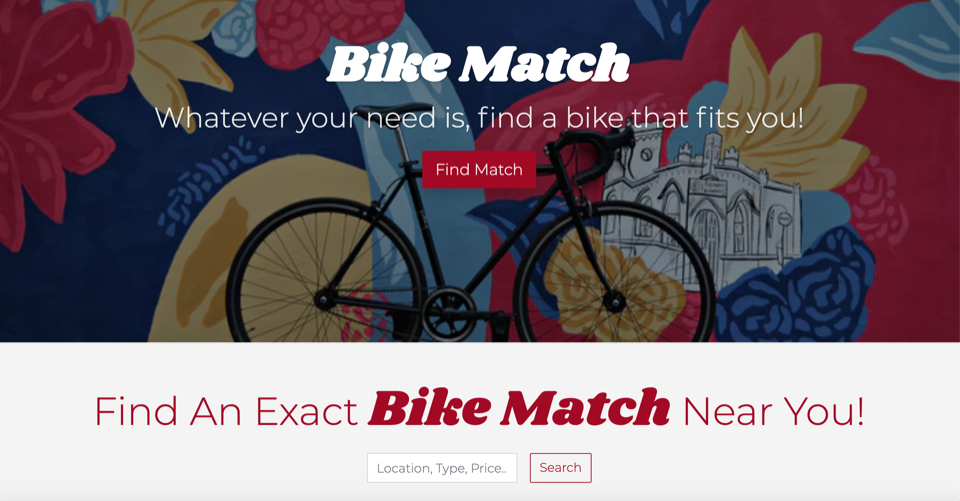 Bike Match
Whatever your need is, find a bike that fits you!
Find Match
Find An Exact Bike Match Near You!
Location, Type, Price..
Search